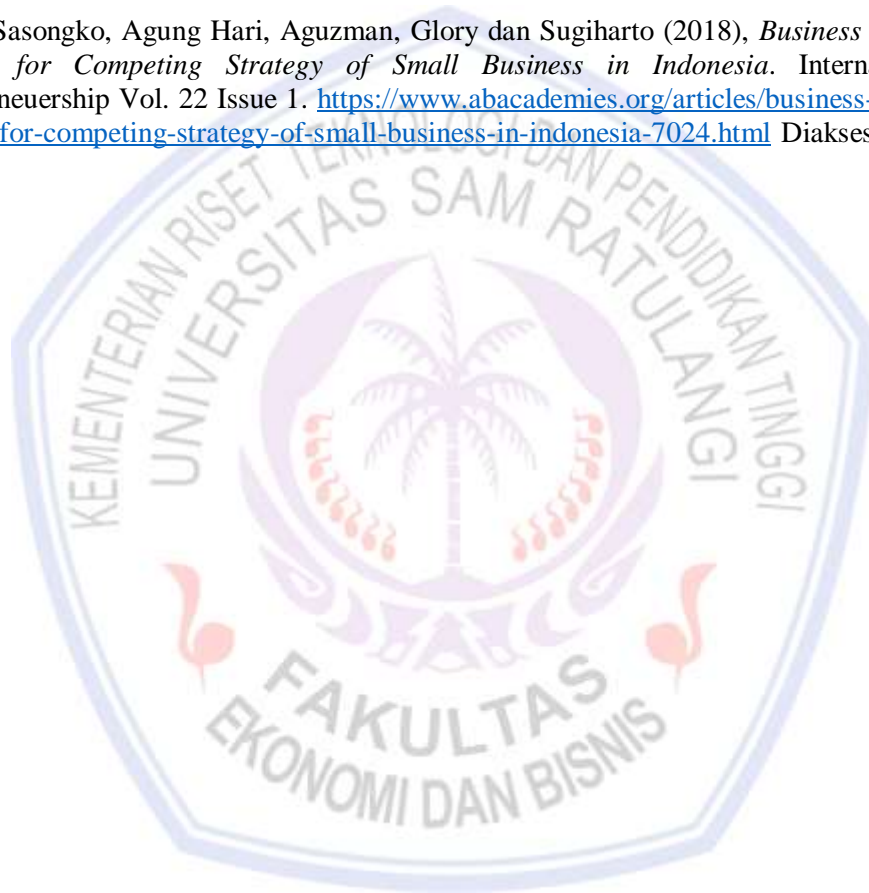 Sasongko, Agung Hari, Aguzman, Glory dan Sugiharto (2018), Business
for Competing Strategy of Small Business in Indonesia. Interna
neuership Vol. 22 Issue 1. https://www.abacademies.org/articles/business-
for-competing-strategy-of-small-business-in-indonesia-7024.html Diakses
KEMENTERIAN RISET TEKNOLOGI DAN PENDIDIKAN TINGGI
UNIVERSITAS SAM RATULANGI
FAKULTAS
EKONOMI DAN BISNIS